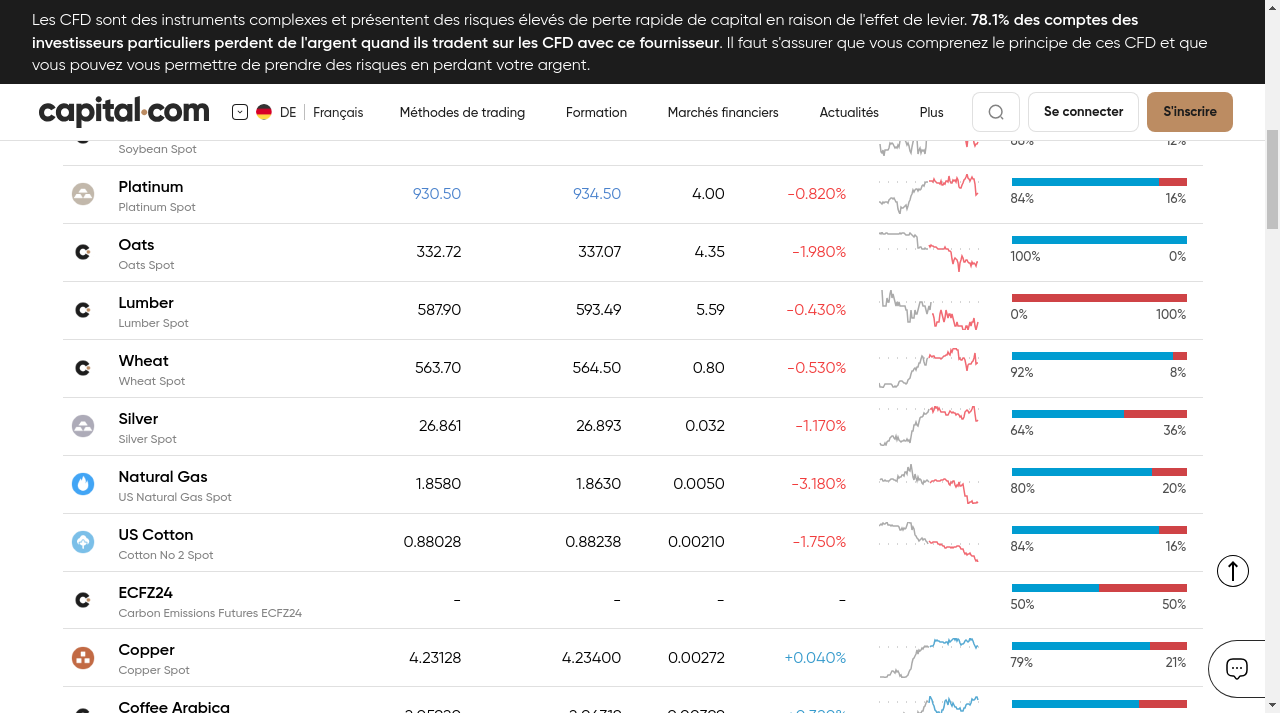 Les CFD sont des instruments complexes et présentent des risques élevés de perte rapide de capital en raison de l'effet de levier. 78.1% des comptes des
investisseurs particuliers perdent de l'argent quand ils tradent sur les CFD avec ce fournisseur. Il faut s'assurer que vous comprenez le principe de ces CFD et que
vous pouvez vous permettre de prendre des risques en perdant votre argent.
capital.com DE Français Méthodes de trading Formation Marchés financiers Actualités Plus Se connecter S'inscrire
Soybean Spot 12%
Platinum 930.50 934.50 4.00 -0.820%
Platinum Spot 84% 16%
Oats 332.72 337.07 4.35 -1.980%
Oats Spot 100% 0%
Lumber 587.90 593.49 5.59 -0.430%
Lumber Spot 0% 100%
Wheat 563.70 564.50 0.80 -0.530%
Wheat Spot 92% 8%
Silver 26.861 26.893 0.032 -1.170%
Silver Spot 64% 36%
Natural Gas 1.8580 1.8630 0.0050 -3.180%
US Natural Gas Spot 80% 20%
US Cotton 0.88028 0.88238 0.00210 -1.750%
Cotton No 2 Spot 84% 16%
ECFZ24 - - - -
Carbon Emissions Futures ECFZ24 50% 50%
Copper 4.23128 4.23400 0.00272 +0.040%
Copper Spot 79% 21%
Coffee Arabica